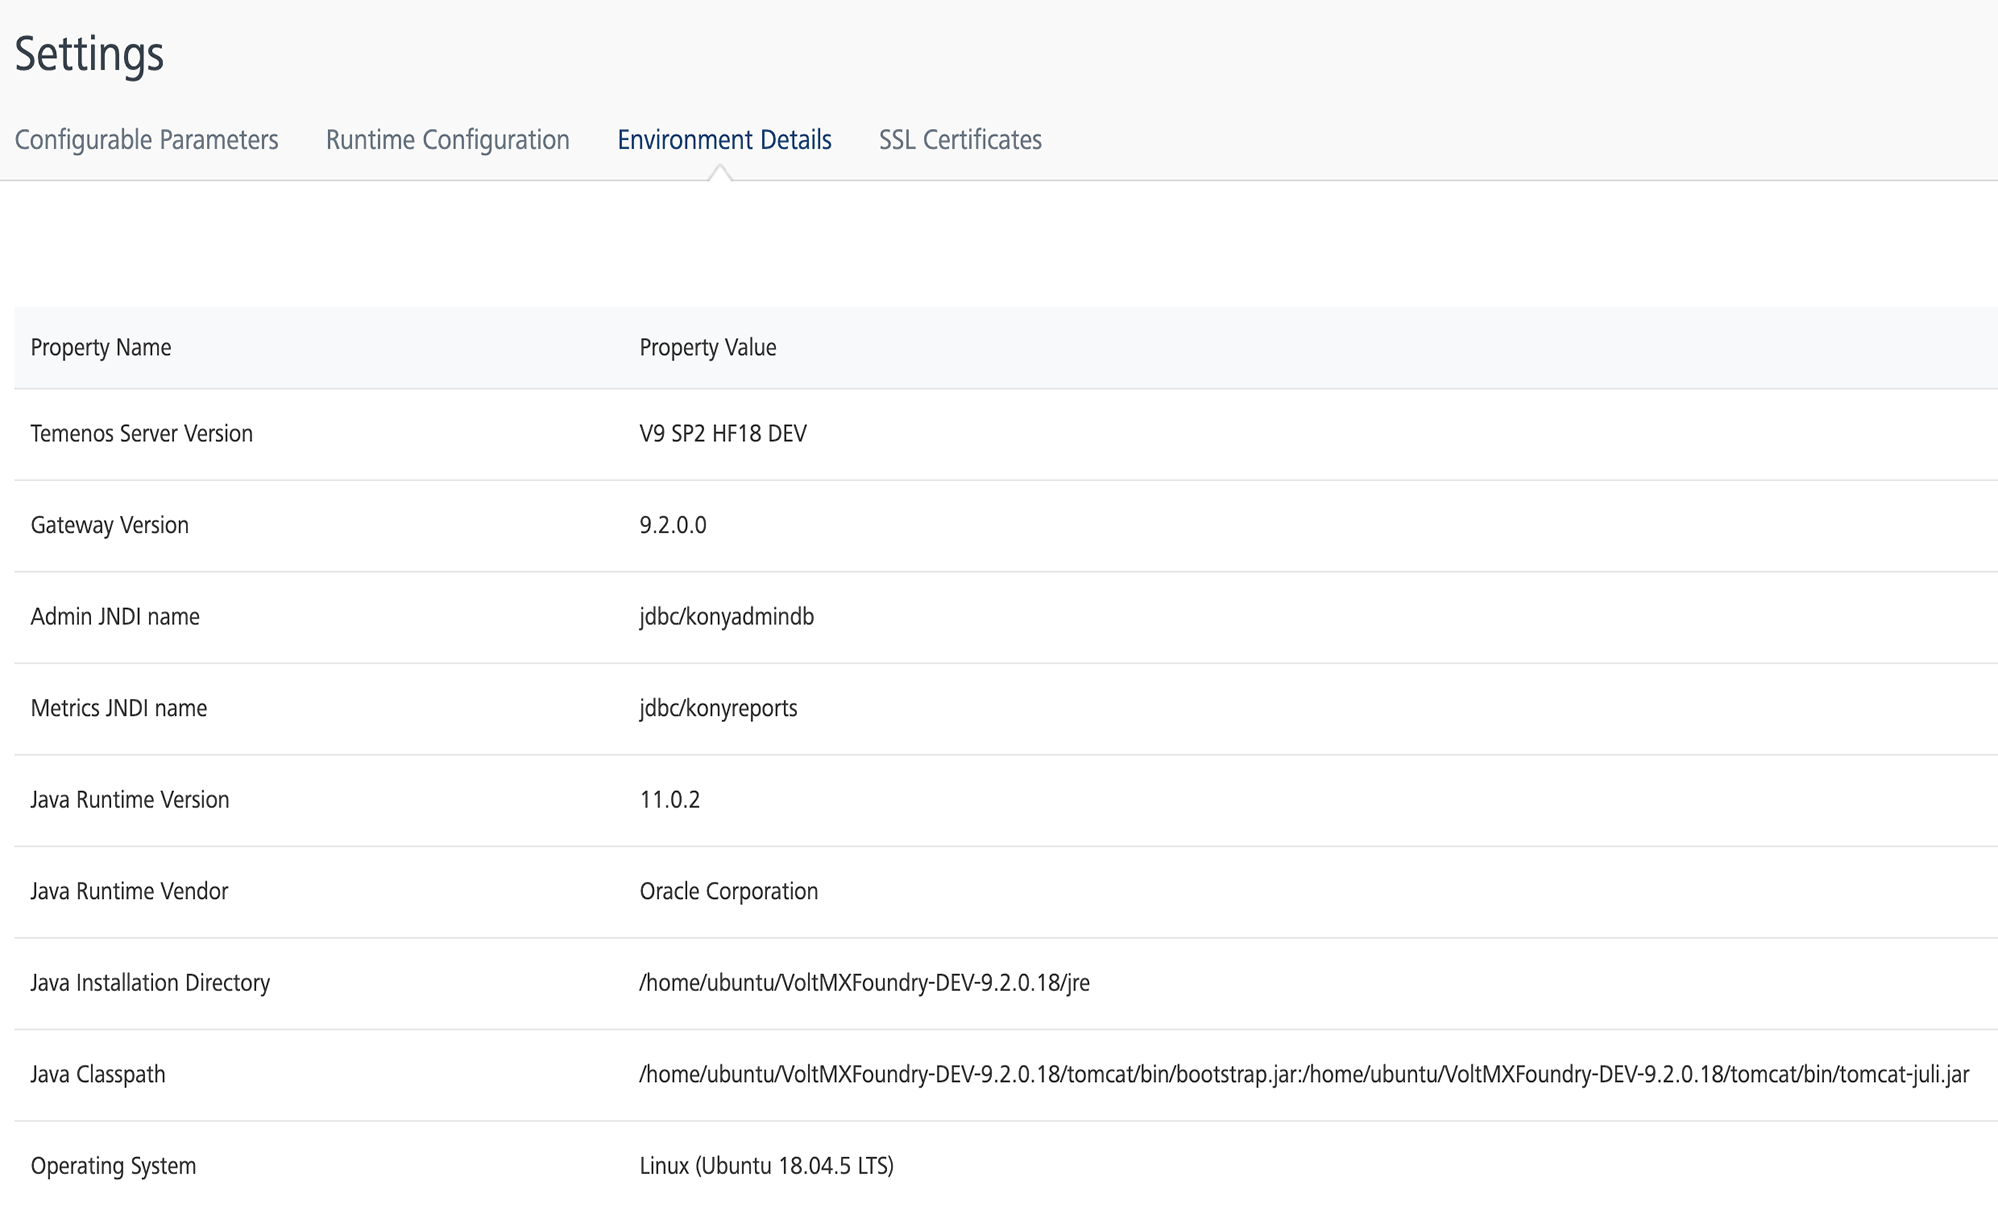 Settings
Configurable Parameters Runtime Configuration Environment Details SSL Certificates
Property Name Property Value
Temenos Server Version V9 SP2 HF18 DEV
Gateway Version 9.2.0.0
Admin JNDI name jdbc/konyadmindb
Metrics JNDI name jdbc/konyreports
Java Runtime Version 11.0.2
Java Runtime Vendor Oracle Corporation
Java Installation Directory /home/ubuntu/VoltMXFoundry-DEV-9.2.0.18/jre
Java Classpath /home/ubuntu/VoltMXFoundry-DEV-9.2.0.18/tomcat/bin/bootstrap.jar:/home/ubuntu/VoltMXFoundry-DEV-9.2.0.18/tomcat/bin/tomcat-juli.jar
Operating System Linux (Ubuntu 18.04.5 LTS)